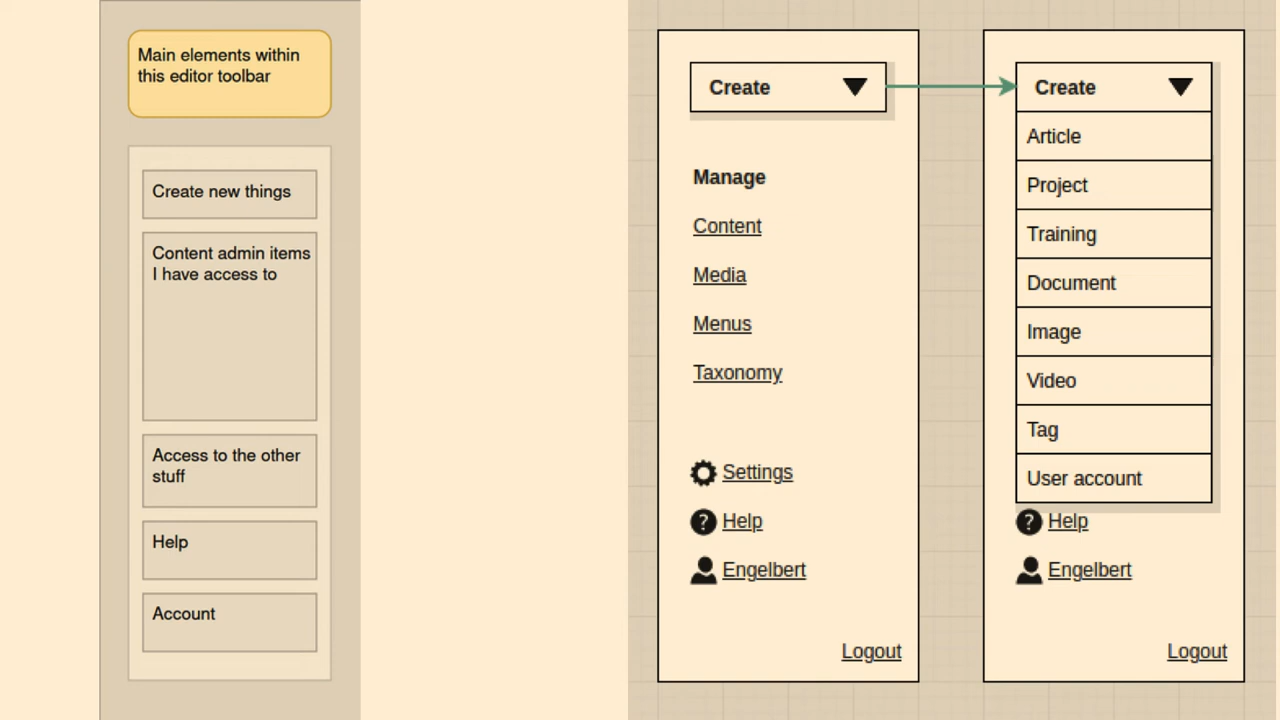 Main elements within
this editor toolbar
Create new things
Content admin items
I have access to
Access to the other
stuff
Help
Account
Create
Manage
Content
Media
Menus
Taxonomy
Settings
? Help
Engelbert
Logout
Create
Article
Project
Training
Document
Image
Video
Tag
User account
? Help
Engelbert
Logout